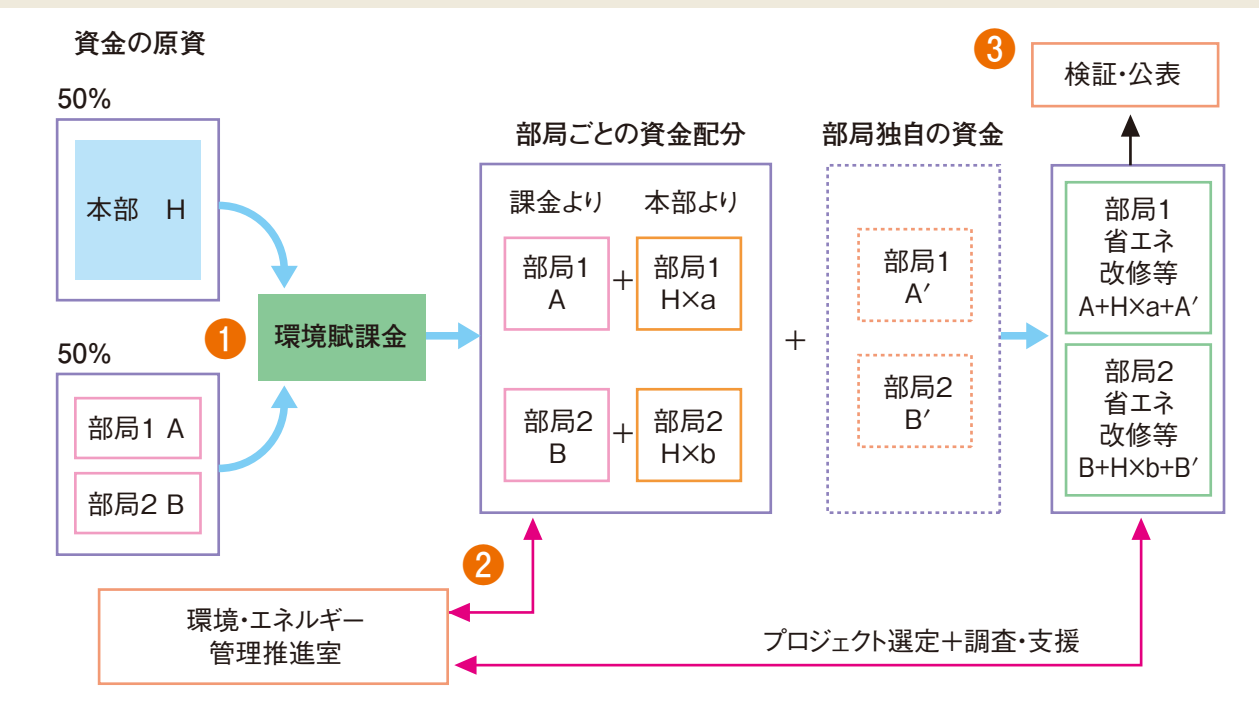 資金の原資
50%
本部 H
50%
部局1 A
部局2 B
❶
環境賦課金
部局ごとの資金配分
課金より 本部より
部局1
A
+
部局1
H×a
部局2
B
+
部局2
H×b
+
部局独自の資金
部局1
A′
部局2
B′
❸
検証・公表
部局1
省エネ
改修等
A+H×a+A′
部局2
省エネ
改修等
B+H×b+B′
❷
環境・エネルギー
管理推進室
プロジェクト選定+調査・支援